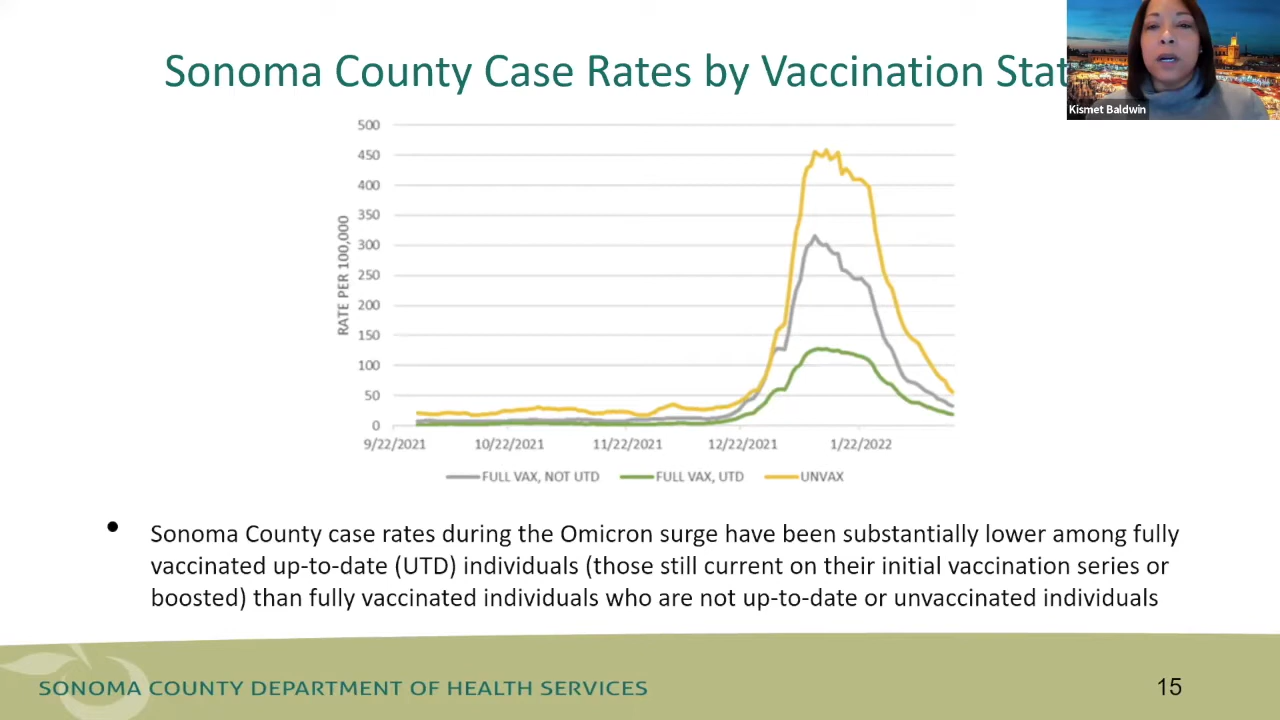 Sonoma County Case Rates by Vaccination Stat
Kismet Baldwin
500
450
400
350
300
250
200
150
100
50
0
RATE PER 100,000
9/22/2021 10/22/2021 11/22/2021 12/22/2021 1/22/2022
FULL VAX, NOT UTD FULL VAX, UTD UNVAX
• Sonoma County case rates during the Omicron surge have been substantially lower among fully
vaccinated up-to-date (UTD) individuals (those still current on their initial vaccination series or
boosted) than fully vaccinated individuals who are not up-to-date or unvaccinated individuals
SONOMA COUNTY DEPARTMENT OF HEALTH SERVICES
15